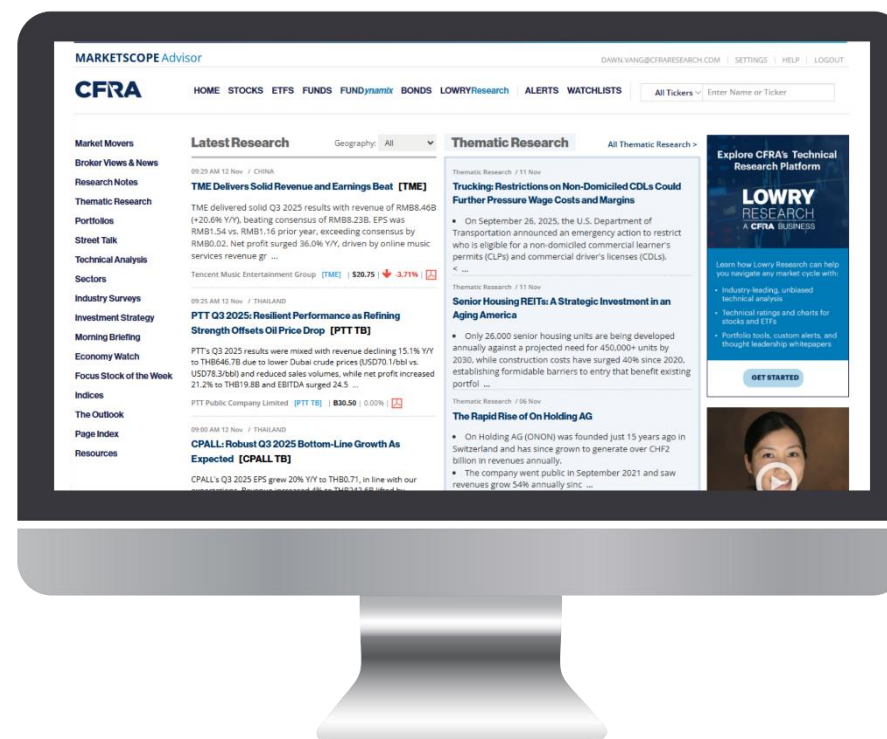 MARKETSCOPE Advisor
DAWN.VANG@CFRARESEARCH.COM | SETTINGS | HELP | LOGOUT
CFRA
HOME STOCKS ETFS FUNDS FUNDynamix BONDS LOWRYResearch ALERTS WATCHLISTS
All Tickers Enter Name or Ticker
Market Movers
Broker Views & News
Research Notes
Thematic Research
Portfolios
Street Talk
Technical Analysis
Sectors
Industry Surveys
Investment Strategy
Morning Briefing
Economy Watch
Focus Stock of the Week
Indices
The Outlook
Page Index
Resources
Latest Research Geography: All
09:29 AM 12 Nov / CHINA
TME Delivers Solid Revenue and Earnings Beat [TME]
TME delivered solid Q3 2025 results with revenue of RMB8.46B
(+20.6% Y/Y), beating consensus of RMB8.23B. EPS was
RMB1.54 vs. RMB1.16 prior year, exceeding consensus by
RMB0.02. Net profit surged 36.0% Y/Y, driven by online music
services revenue gr ...
Tencent Music Entertainment Group [TME] | $20.75 | -3.71% |
09:25 AM 12 Nov / THAILAND
PTT Q3 2025: Resilient Performance as Refining
Strength Offsets Oil Price Drop [PTT TB]
PTT's Q3 2025 results were mixed with revenue declining 15.1% Y/Y
to THB646.7B due to lower Dubai crude prices (USD70.1/bbl vs.
USD78.3/bbl) and reduced sales volumes, while net profit increased
21.2% to THB19.8B and EBITDA surged 24.5 ...
PTT Public Company Limited [PTT TB] | ฿30.50 | 0.00% |
09:00 AM 12 Nov / THAILAND
CPALL: Robust Q3 2025 Bottom-Line Growth As
Expected [CPALL TB]
CPALL's Q3 2025 EPS grew 20% Y/Y to THB0.71, in line with our
Thematic Research All Thematic Research >
Thematic Research / 11 Nov
Trucking: Restrictions on Non-Domiciled CDLs Could
Further Pressure Wage Costs and Margins
• On September 26, 2025, the U.S. Department of
Transportation announced an emergency action to restrict
who is eligible for a non-domiciled commercial learner's
permits (CLPs) and commercial driver's licenses (CDLs).
< ...
Thematic Research / 11 Nov
Senior Housing REITs: A Strategic Investment in an
Aging America
• Only 26,000 senior housing units are being developed
annually against a projected need for 450,000+ units by
2030, while construction costs have surged 40% since 2020,
establishing formidable barriers to entry that benefit existing
portfol ...
Thematic Research / 06 Nov
The Rapid Rise of On Holding AG
• On Holding AG (ONON) was founded just 15 years ago in
Switzerland and has since grown to generate over CHF2
billion in revenues annually.
• The company went public in September 2021 and saw
revenues grow 54% annually sinc ...
Explore CFRA's Technical
Research Platform
LOWRY
RESEARCH
A CFRA BUSINESS
Learn how Lowry Research can help
you navigate any market cycle with:
• Industry-leading, unbiased
technical analysis
• Technical ratings and charts for
stocks and ETFs
• Portfolio tools, custom alerts, and
thought leadership whitepapers
GET STARTED